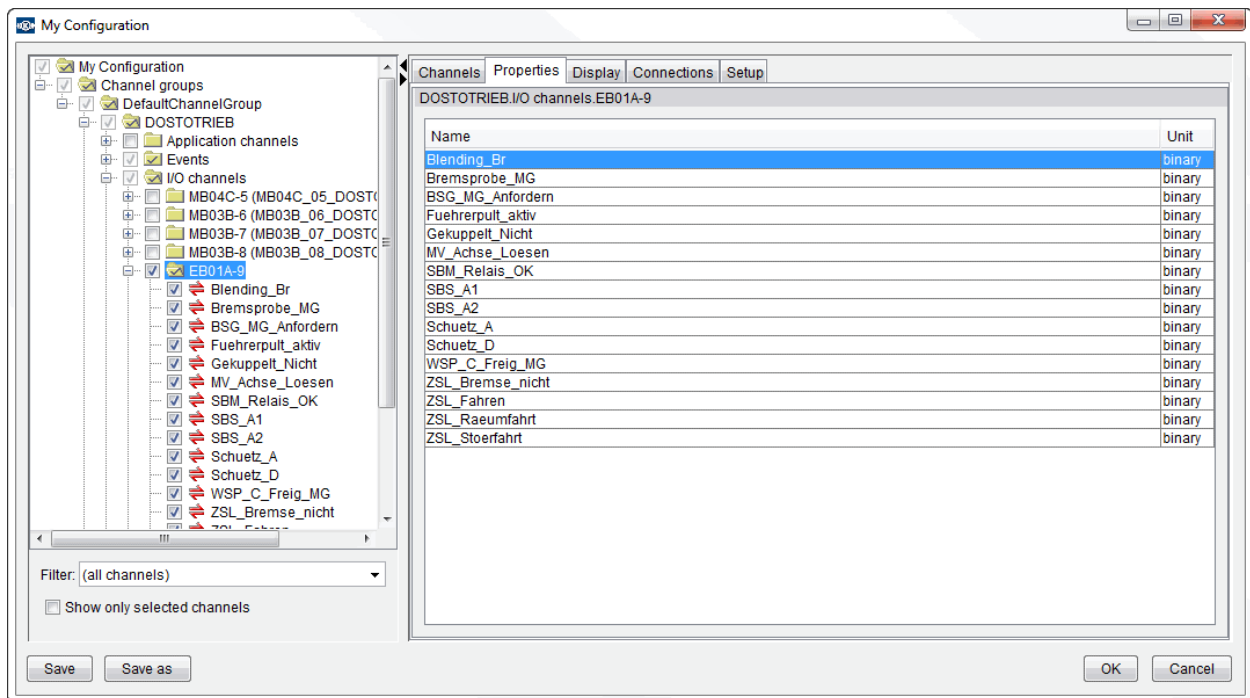 My Configuration
My Configuration
Channel groups
DefaultChannelGroup
DOSTOTRIEB
Application channels
Events
I/O channels
MB04C-5 (MB04C_05_DOSTO
MB03B-6 (MB03B_06_DOSTO
MB03B-7 (MB03B_07_DOSTO
MB03B-8 (MB03B_08_DOSTO
EB01A-9
Blending_Br
Bremsprobe_MG
BSG_MG_Anfordern
Fuehrerpult_aktiv
Gekuppelt_Nicht
MV_Achse_Loesen
SBM_Relais_OK
SBS_A1
SBS_A2
Schuetz_A
Schuetz_D
WSP_C_Freig_MG
ZSL_Bremse_nicht
ZSL_Fahren
Filter: (all channels)
Show only selected channels
Channels Properties Display Connections Setup
DOSTOTRIEB.I/O channels.EB01A-9
Name Unit
Blending_Br binary
Bremsprobe_MG binary
BSG_MG_Anfordern binary
Fuehrerpult_aktiv binary
Gekuppelt_Nicht binary
MV_Achse_Loesen binary
SBM_Relais_OK binary
SBS_A1 binary
SBS_A2 binary
Schuetz_A binary
Schuetz_D binary
WSP_C_Freig_MG binary
ZSL_Bremse_nicht binary
ZSL_Fahren binary
ZSL_Raeumfahrt binary
ZSL_Stoerfahrt binary
Save Save as OK Cancel